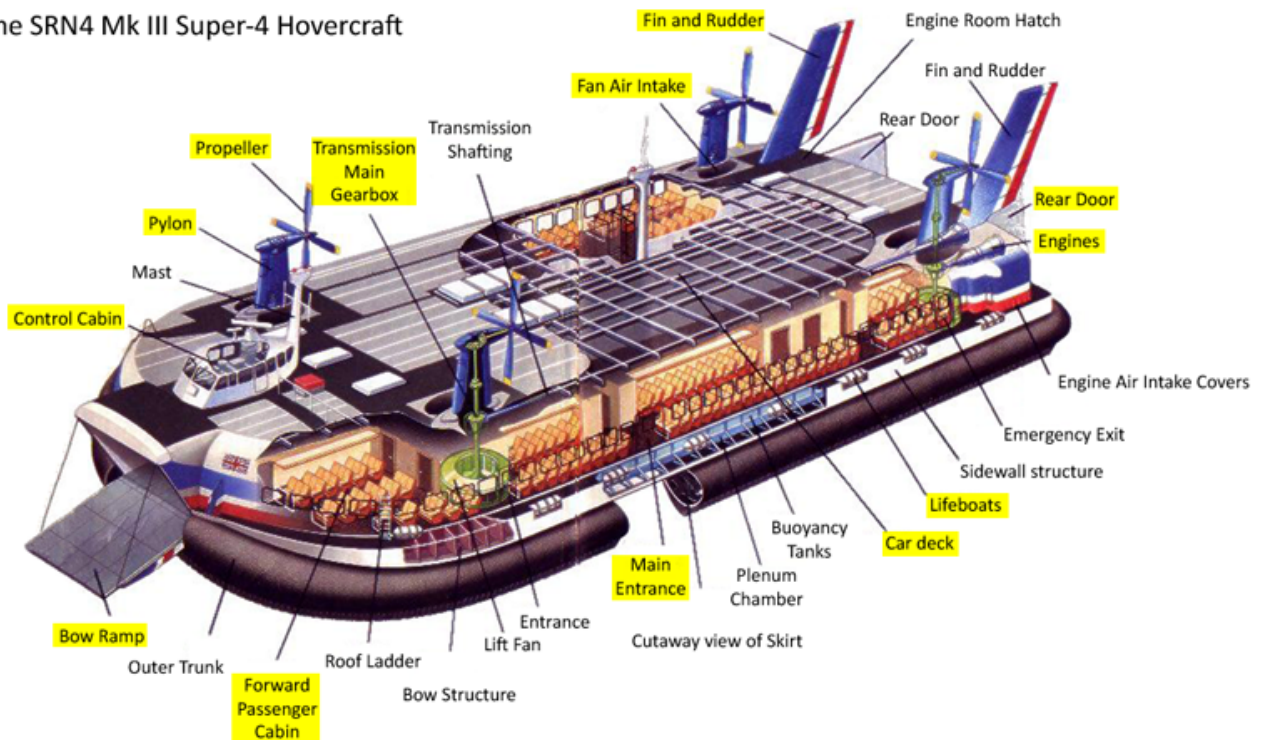 ne SRN4 Mk III Super-4 Hovercraft
Fin and Rudder
Engine Room Hatch
Fan Air Intake
Fin and Rudder
Rear Door
Transmission
Shafting
Propeller
Transmission
Main
Gearbox
Pylon
Rear Door
Engines
Mast
Control Cabin
Engine Air Intake Covers
Emergency Exit
Sidewall structure
Lifeboats
Car deck
Buoyancy
Tanks
Plenum
Chamber
Main
Entrance
Cutaway view of Skirt
Entrance
Lift Fan
Bow Ramp
Outer Trunk
Roof Ladder
Bow Structure
Forward
Passenger
Cabin